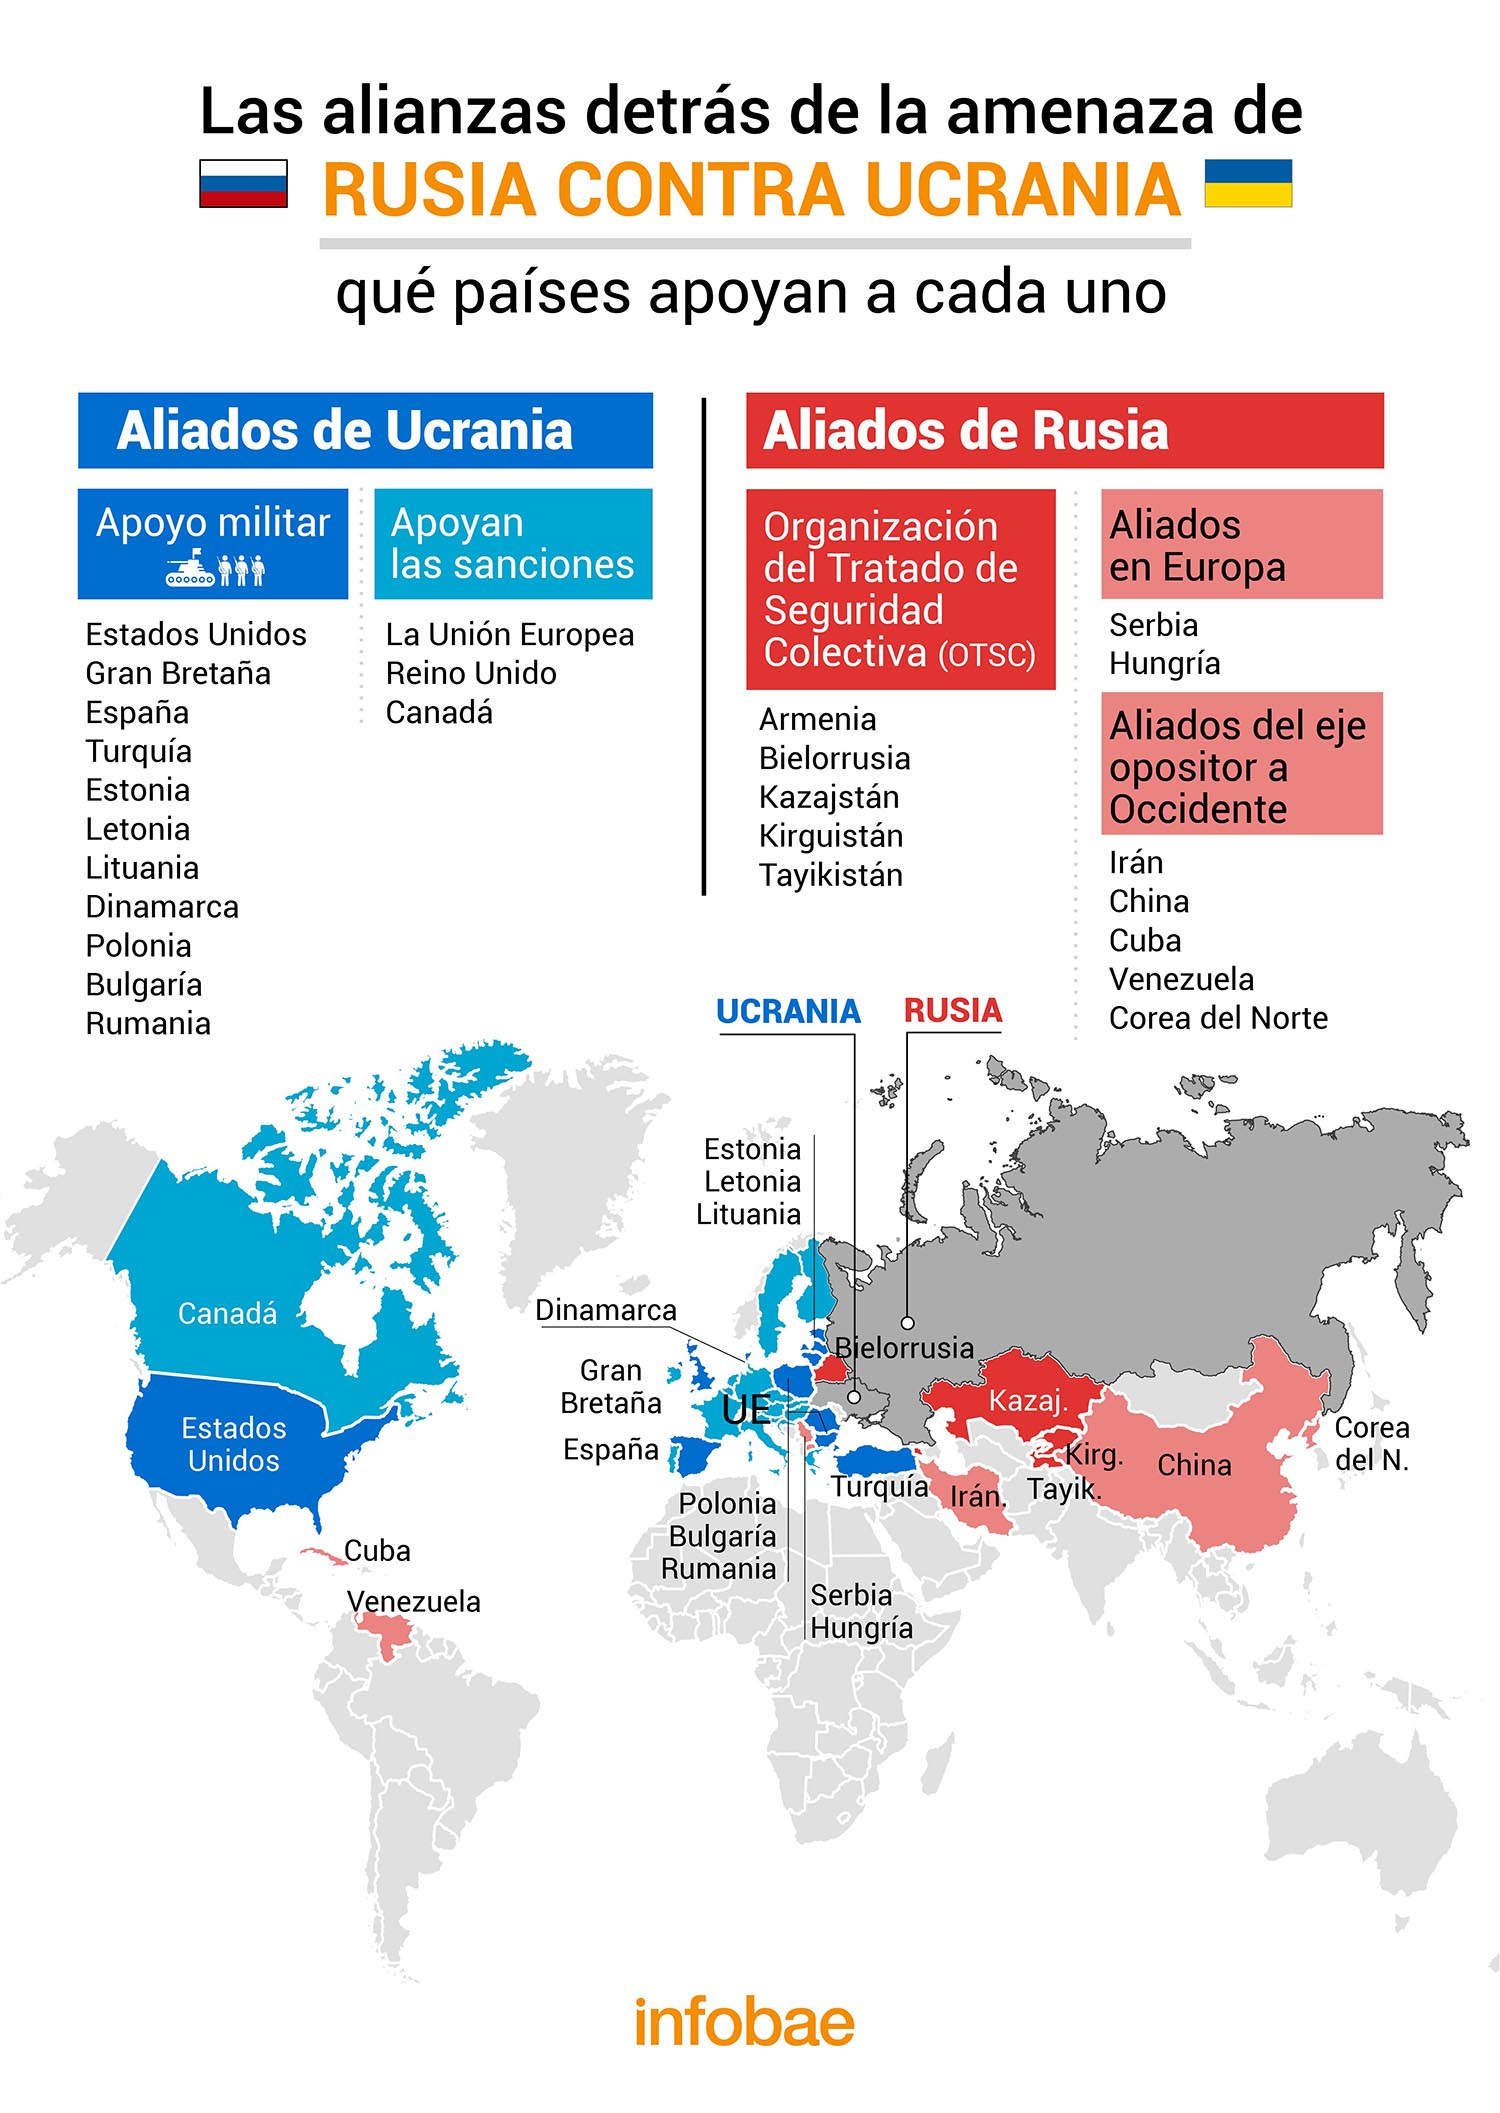 Las alianzas detrás de la amenaza de
RUSIA CONTRA UCRANIA
qué países apoyan a cada uno
Aliados de Ucrania
Apoyo militar
Estados Unidos
Gran Bretaña
España
Turquía
Estonia
Letonia
Lituania
Dinamarca
Polonia
Bulgaría
Rumania
Apoyan
las sanciones
La Unión Europea
Reino Unido
Canadá
Aliados de Rusia
Organización
del Tratado de
Seguridad
Colectiva (OTSC)
Armenia
Bielorrusia
Kazajstán
Kirguistán
Tayikistán
Aliados
en Europa
Serbia
Hungría
Aliados del eje
opositor a
Occidente
Irán
China
Cuba
Venezuela
Corea del Norte
UCRANIA
RUSIA
Estonia
Letonia
Lituania
Canadá
Dinamarca
Bielorrusia
Gran
Bretaña
UE
Kazaj.
Estados
Unidos
España
Corea
del N.
Kirg.
China
Turquía
Irán.
Tayik.
Polonia
Bulgaría
Rumania
Cuba
Venezuela
Serbia
Hungría
infobae